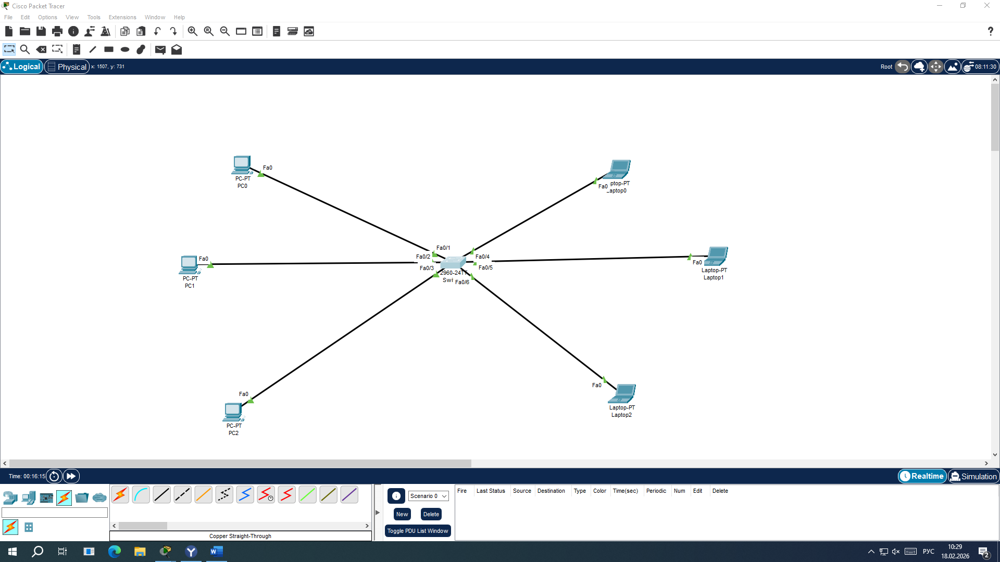 Cisco Packet Tracer
File Edit Options View Tools Extensions Window Help
Logical Physical x: 1507, y: 731 Root 08:11:30
Fa0
PC-PT
PC0
Fa0
ptop-PT
aptop0
Fa0/1
Fa0/2
Fa0/4
Fa0/3
Fa0/5
2960-24TT
Swi
Fa0/6
Fa0
PC-PT
PC1
Fa0
Laptop-PT
Laptop1
Fa0
PC-PT
PC2
Fa0
Laptop-PT
Laptop2
Time: 00:16:15 Realtime Simulation
Scenario 0
New Delete
Toggle PDU List Window
Fire Last Status Source Destination Type Color Time(sec) Periodic Num Edit Delete
Copper Straight-Through
РУС
10:29
18.02.2026
2